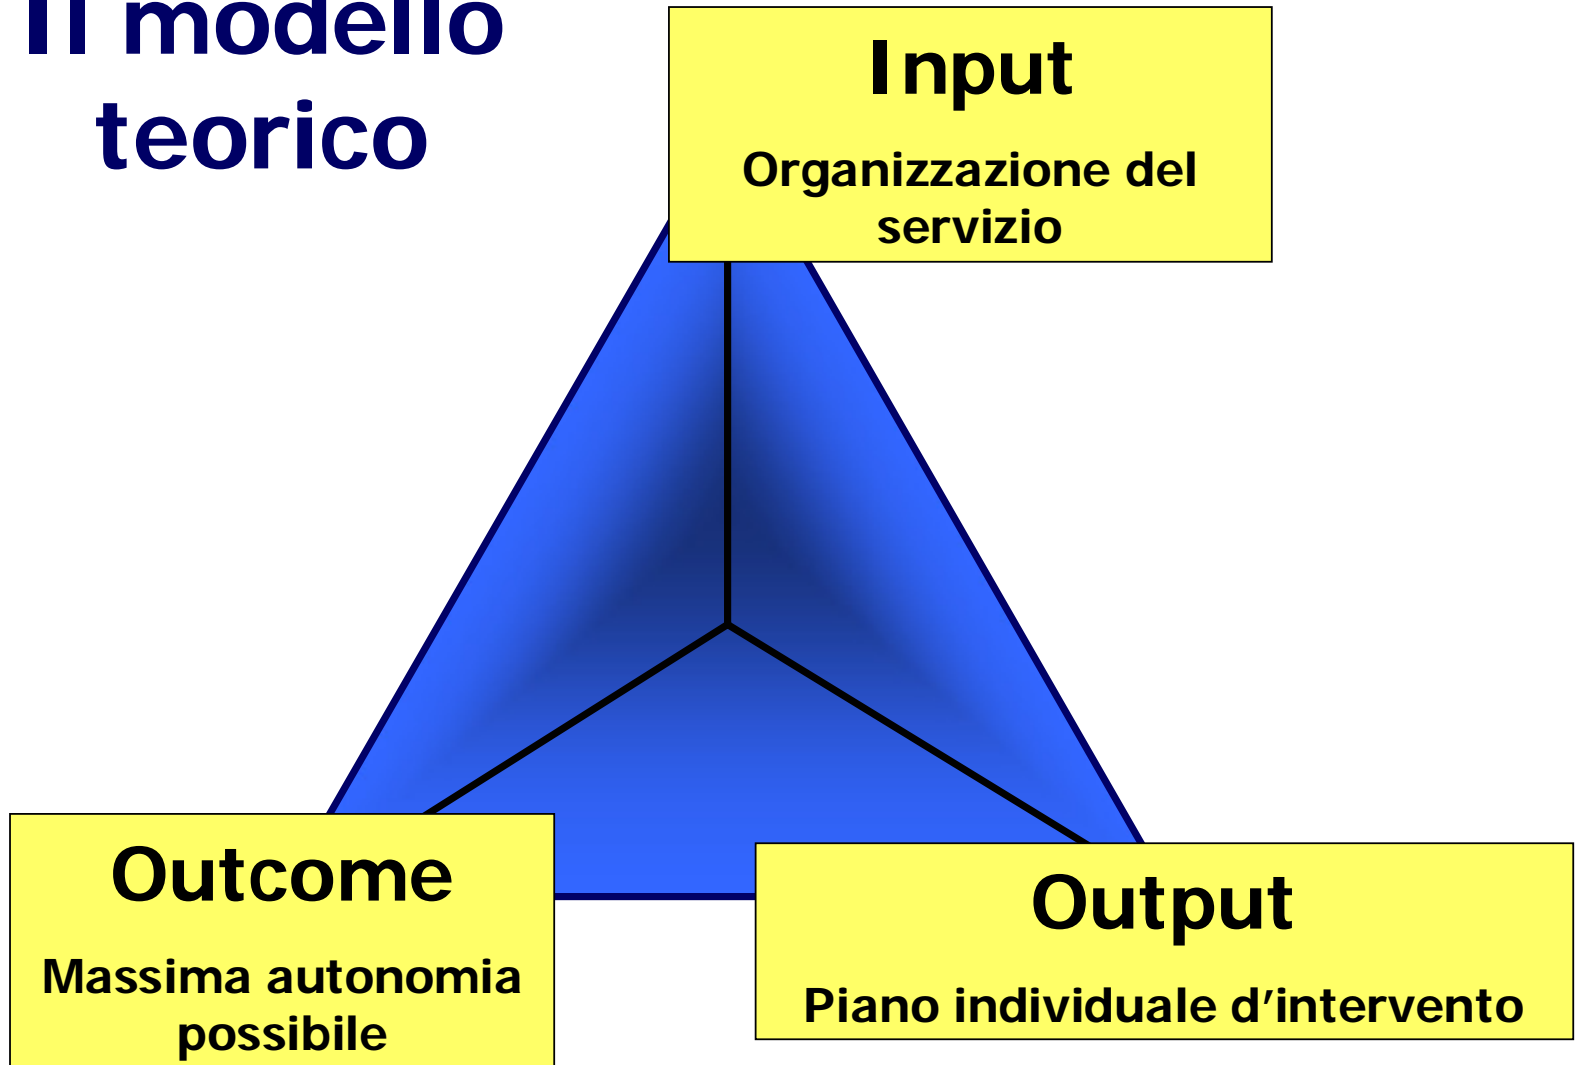 Il modello
teorico
Input
Organizzazione del
servizio
Outcome
Massima autonomia
possibile
Output
Piano individuale d’intervento